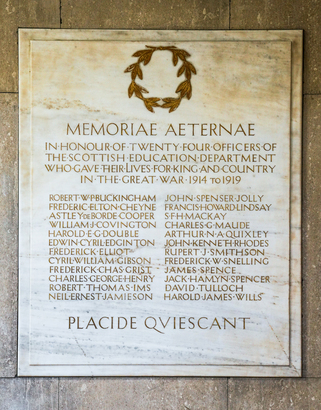 MEMORIAE AETERNAE
IN·HONOUR·OF·TWENTY·FOUR·OFFICERS·OF
THE·SCOTTISH·EDUCATION·DEPARTMENT
WHO·GAVE·THEIR·LIVES·FOR·KING·AND·COUNTRY
IN·THE·GREAT·WAR·1914 to 1919
ROBERT·W·P·BUCKINGHAM
FREDERIC·ELTON·CHEYNE
ASTLEY·de·BORDE·COOPER
WILLIAM·J·COVINGTON
HAROLD·E·G·DOUBLE
EDWIN·CYRIL·EDGINTON
FREDERICK·ELLIOT
CYRIL·WILLIAM·GIBSON
FREDERICK·CHAS·GRIST
CHARLES·GEORGE·HENRY
ROBERT·THOMAS·IMS
NEIL·ERNEST·JAMIESON
JOHN·SPENSER·JOLLY
FRANCIS·HOWARD·LINDSAY
S·F·H·MACKAY
CHARLES·G·MAUDE
ARTHUR·N·A·QUIXLEY
JOHN·KENNETH·RHODES
RUPERT·J·SMITHSON
FREDERICK·W·SNELLING
JAMES·SPENCE
JACK·HAMLYN·SPENCER
DAVID·TULLOCH
HAROLD·JAMES·WILLS
PLACIDE QVIESCANT